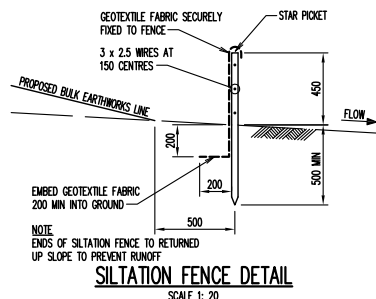 GEOTEXTILE FABRIC SECURELY
FIXED TO FENCE
STAR PICKET
3 x 2.5 WIRES AT
150 CENTRES
PROPOSED BULK EARTHWORKS LINE
450
FLOW
200
500 MIN
200
EMBED GEOTEXTILE FABRIC
200 MIN INTO GROUND
500
NOTE
ENDS OF SILTATION FENCE TO RETURNED
UP SLOPE TO PREVENT RUNOFF
SILTATION FENCE DETAIL
SCALE 1: 20